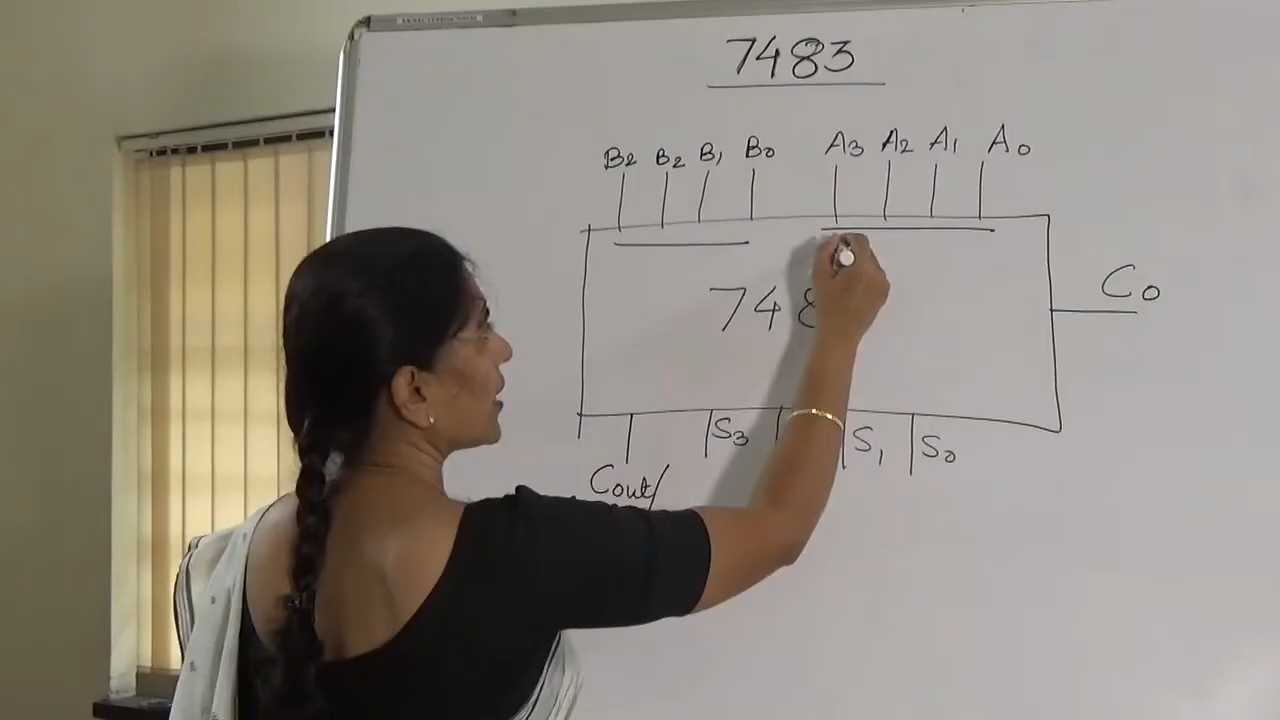 7483
B2 B2 B1 B0 A3 A2 A1 A0
748
C0
S3 S1 S0
Cout/